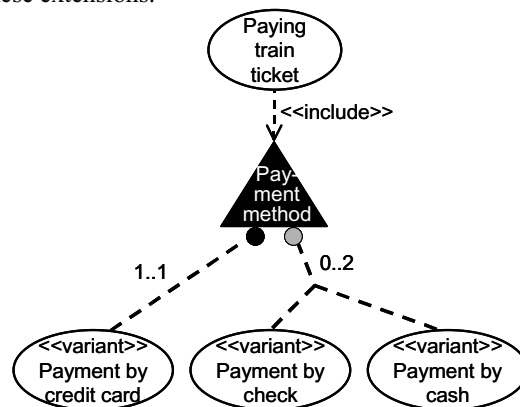 ese extensions.
Paying
train
ticket
<<include>>
Pay-
ment
method
1..1
0..2
<<variant>>
Payment by
credit card
<<variant>>
Payment by
check
<<variant>>
Payment by
cash